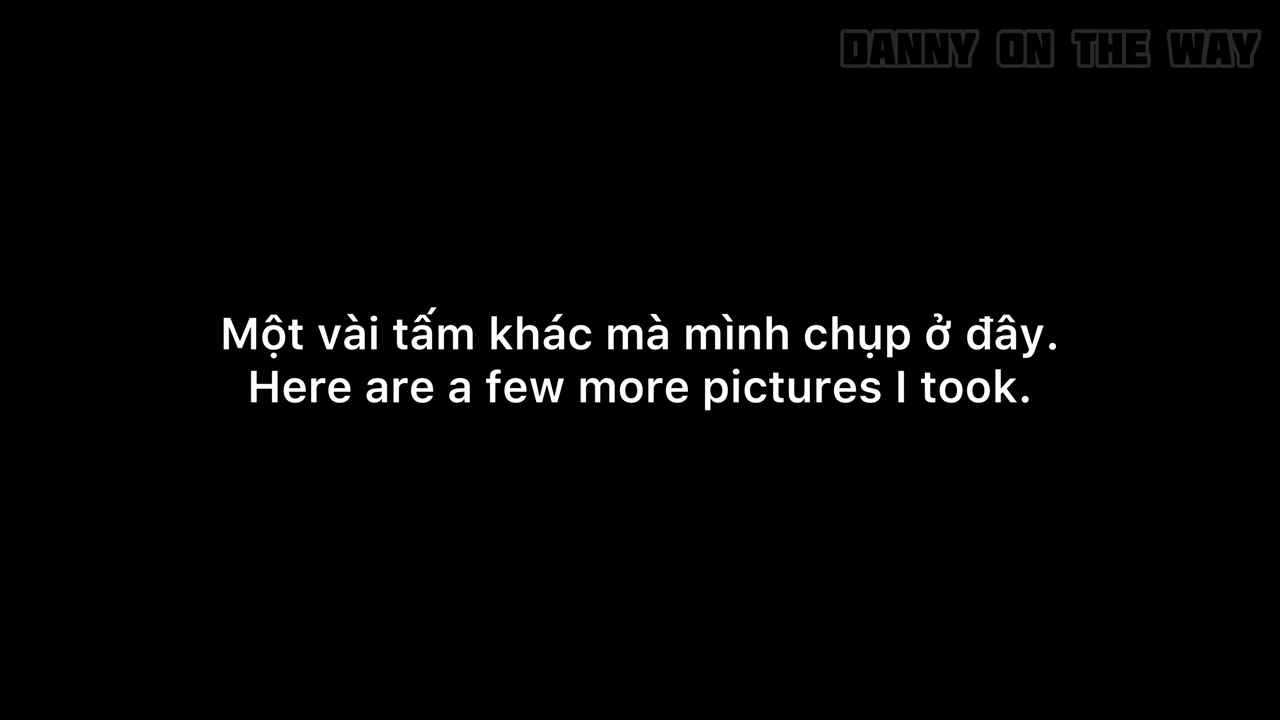 DANNY ON THE WAY
Một vài tấm khác mà mình chụp ở đây.
Here are a few more pictures I took.